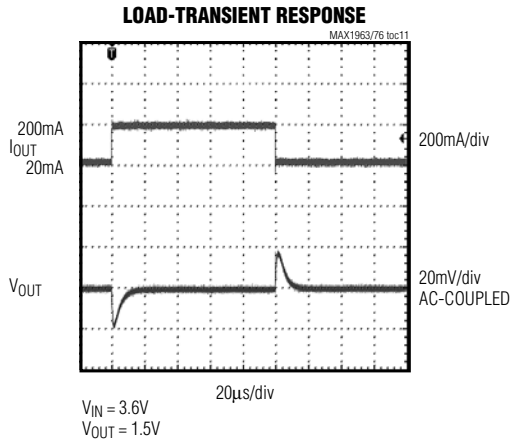 LOAD-TRANSIENT RESPONSE
MAX1963/76 toc11
T
200mA
IOUT
20mA
200mA/div
VOUT
20mV/div
AC-COUPLED
20µs/div
VIN = 3.6V
VOUT = 1.5V